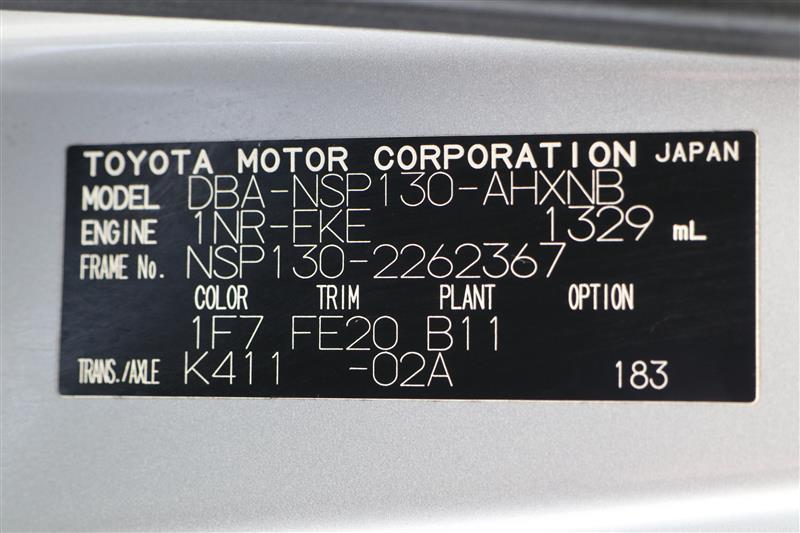 TOYOTA MOTOR CORPORATION JAPAN
MODEL DBA-NSP130-AHXNB
ENGINE 1NR-FKE 1329 mL
FRAME No. NSP130-2262367
COLOR TRIM PLANT OPTION
1F7 FE20 B11
TRANS./AXLE K411 -02A 183